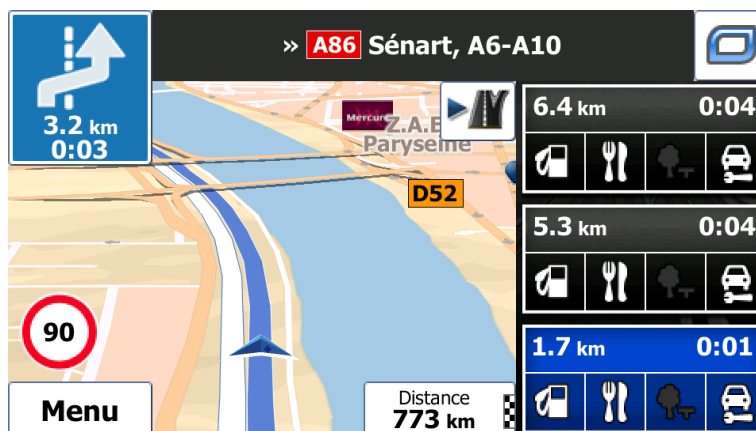 » A86 Sénart, A6-A10
3.2 km
0:03
Mercure
Z.A.E
Paryseine
D52
90
Menu
Distance
773 km
6.4 km 0:04
5.3 km 0:04
1.7 km 0:01